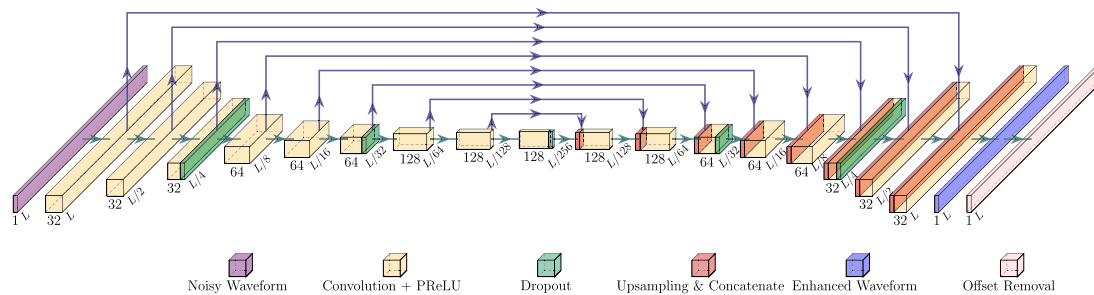 1 L
32 L
32 L/2
32 L/4
64 L/8
64 L/16
64 L/32
128 L/64
128 L/128
128 L/256
128 L/128
128 L/64
64 L/32
64 L/16
64 L/8
32 L/4
32 L/2
32 L
1 L
1 L
Noisy Waveform
Convolution + PReLU
Dropout
Upsampling & Concatenate
Enhanced Waveform
Offset Removal